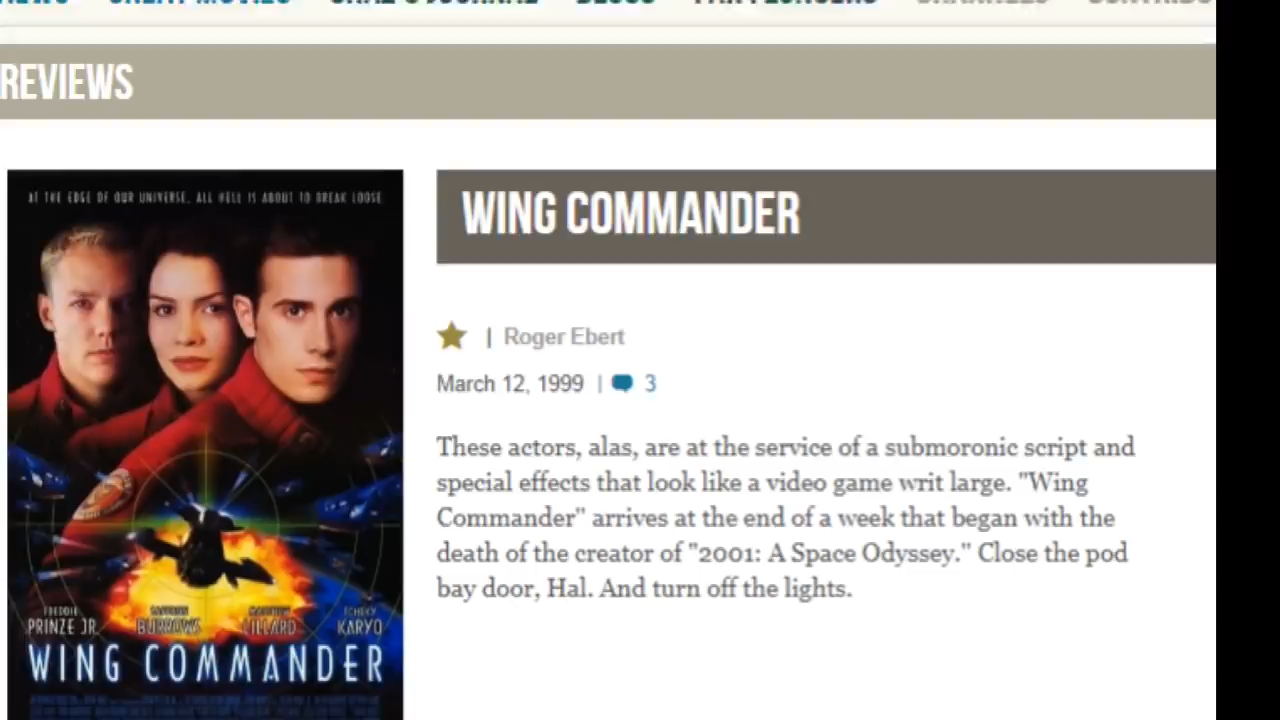 REVIEWS
AT THE EDGE OF OUR UNIVERSE, ALL HELL IS ABOUT TO BREAK LOOSE
WING COMMANDER
| Roger Ebert
March 12, 1999 | 3
These actors, alas, are at the service of a submoronic script and
special effects that look like a video game writ large. "Wing
Commander" arrives at the end of a week that began with the
death of the creator of "2001: A Space Odyssey." Close the pod
bay door, Hal. And turn off the lights.
FREDDIE SAFFRON MATTHEW TCHEKY
PRINZE JR. BURROWS LILLARD KARYO
WING COMMANDER